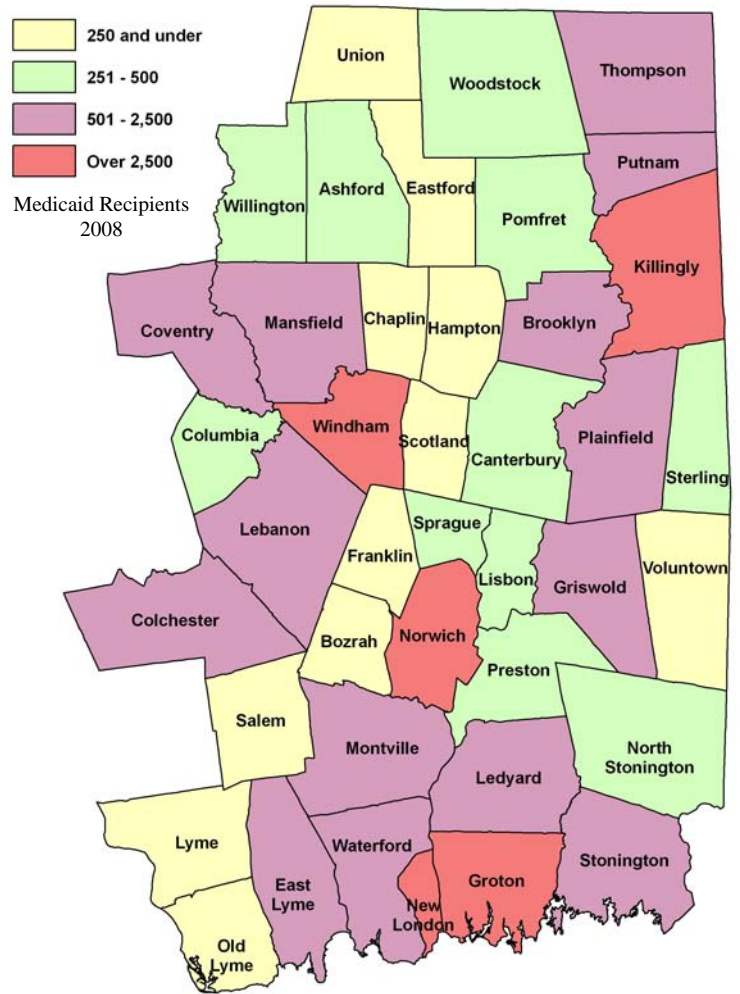 250 and under
251 - 500
501 - 2,500
Over 2,500
Medicaid Recipients
2008
Union
Woodstock
Thompson
Putnam
Willington
Ashford
Eastford
Pomfret
Killingly
Coventry
Mansfield
Chaplin
Hampton
Brooklyn
Columbia
Windham
Scotland
Canterbury
Plainfield
Sterling
Lebanon
Franklin
Sprague
Lisbon
Griswold
Voluntown
Colchester
Bozrah
Norwich
Preston
Salem
Montville
Ledyard
North
Stonington
Lyme
East
Lyme
Waterford
New
London
Groton
Stonington
Old
Lyme